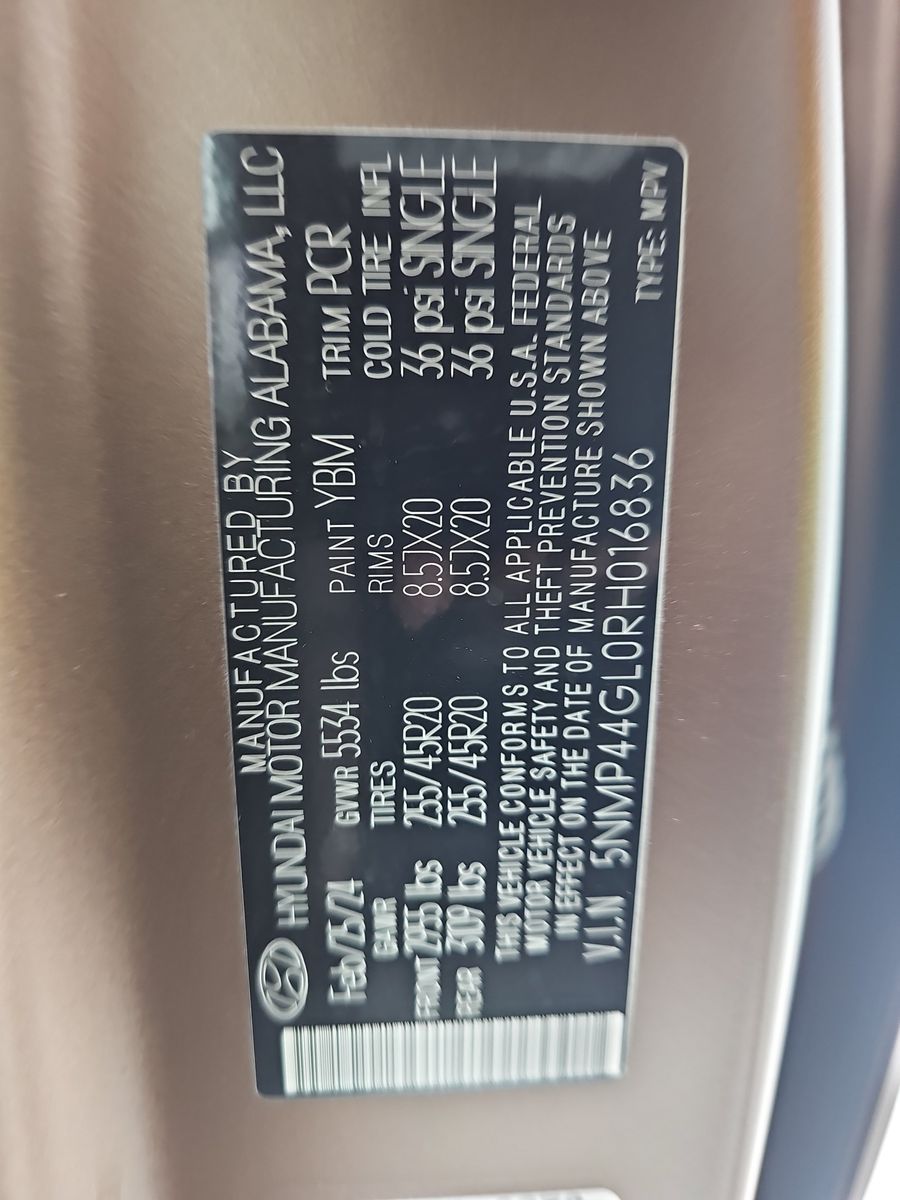 MANUFACTURED BY
HYUNDAI MOTOR MANUFACTURING ALABAMA, LLC
Feb/25/24 GVWR 5534 lbs PAINT YBM TRIM PCR
GAWR TIRES RIMS COLD TIRE INFL
FRONT 2955 lbs 255/45R20 8.5JX20 36 psi SINGLE
REAR 3109 lbs 255/45R20 8.5JX20 36 psi SINGLE
THIS VEHICLE CONFORMS TO ALL APPLICABLE U.S.A. FEDERAL
MOTOR VEHICLE SAFETY AND THEFT PREVENTION STANDARDS
IN EFFECT ON THE DATE OF MANUFACTURE SHOWN ABOVE
V.I.N 5NMP44GL0RH016836 TYPE: MPV